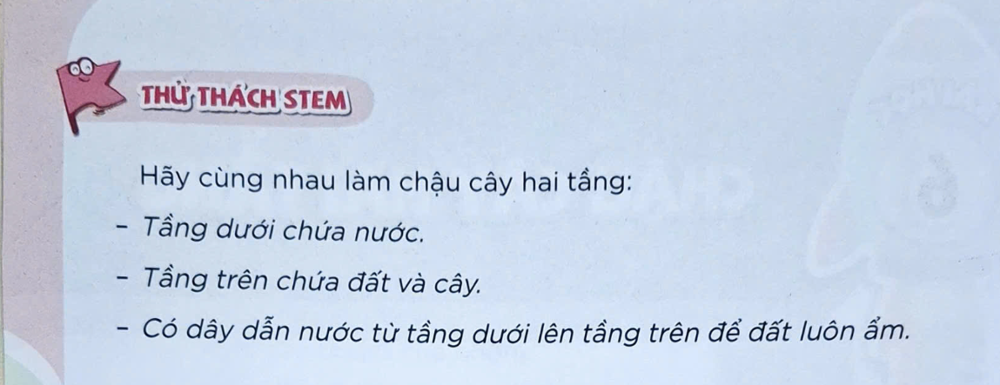 THỬ THÁCH STEM
Hãy cùng nhau làm chậu cây hai tầng:
- Tầng dưới chứa nước.
- Tầng trên chứa đất và cây.
- Có dây dẫn nước từ tầng dưới lên tầng trên để đất luôn ẩm.